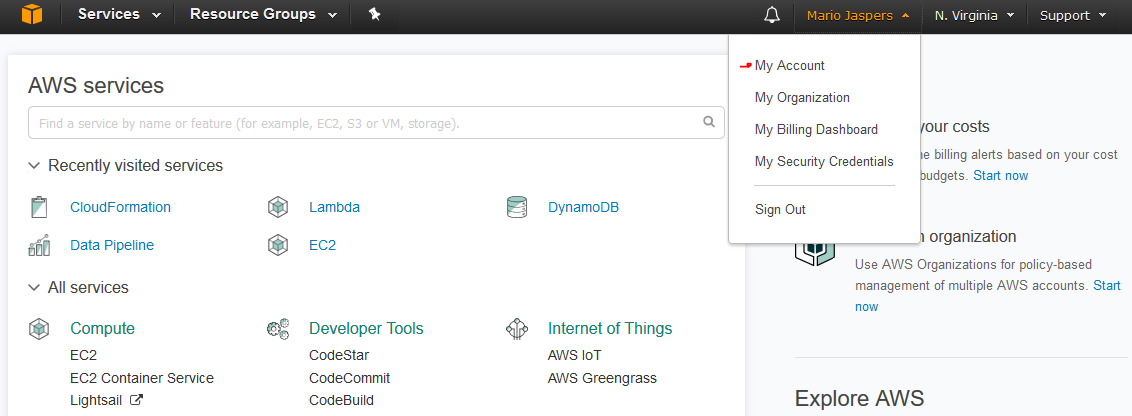 Services Resource Groups Mario Jaspers N. Virginia Support
My Account
My Organization
My Billing Dashboard
My Security Credentials
Sign Out
AWS services
Find a service by name or feature (for example, EC2, S3 or VM, storage).
Recently visited services
CloudFormation Lambda DynamoDB
Data Pipeline EC2
All services
Compute Developer Tools Internet of Things
EC2 CodeStar AWS IoT
EC2 Container Service CodeCommit AWS Greengrass
Lightsail CodeBuild
your costs
billing alerts based on your cost
budgets. Start now
organization
Use AWS Organizations for policy-based
management of multiple AWS accounts. Start
now
Explore AWS